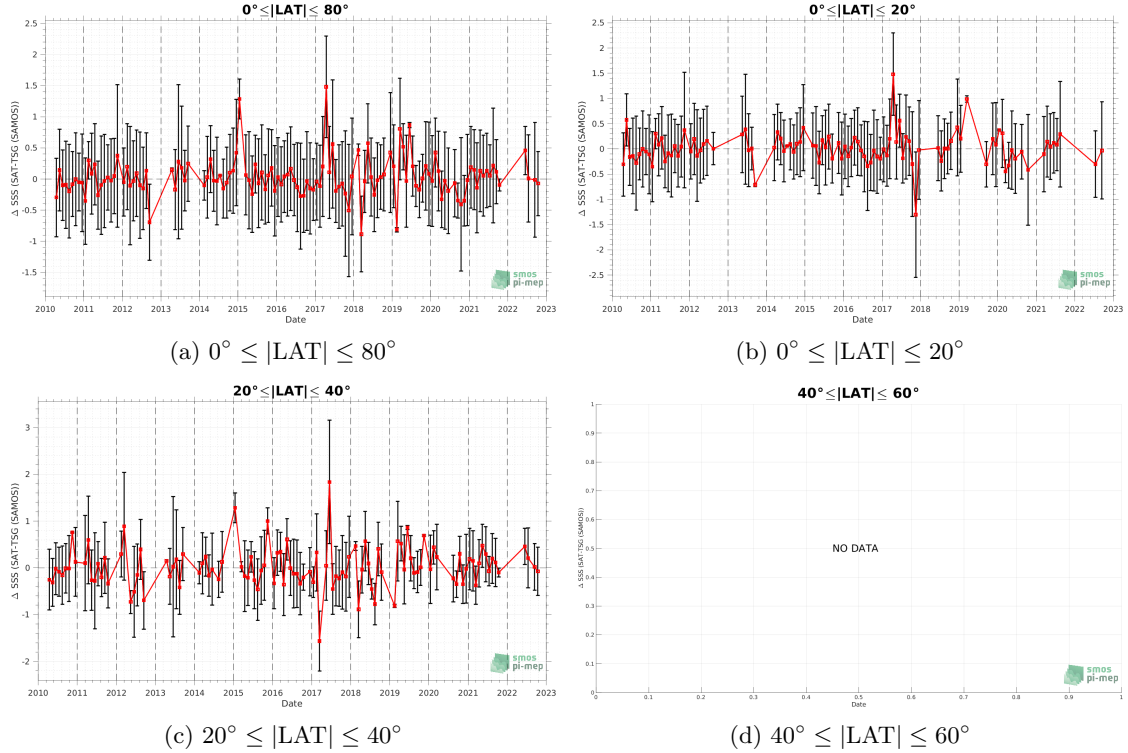 0°≤|LAT|≤ 80°
Δ SSS (SAT-TSG (SAMOS))
2.5
2
1.5
1
0.5
0
-0.5
-1
-1.5
2010 2011 2012 2013 2014 2015 2016 2017 2018 2019 2020 2021 2022 2023
Date
smos
pi-mep
(a) 0° ≤ |LAT| ≤ 80°
0°≤|LAT|≤ 20°
Δ SSS (SAT-TSG (SAMOS))
2.5
2
1.5
1
0.5
0
-0.5
-1
-1.5
-2
-2.5
2010 2011 2012 2013 2014 2015 2016 2017 2018 2019 2020 2021 2022 2023
Date
smos
pi-mep
(b) 0° ≤ |LAT| ≤ 20°
20°≤|LAT|≤ 40°
Δ SSS (SAT-TSG (SAMOS))
3
2
1
0
-1
-2
2010 2011 2012 2013 2014 2015 2016 2017 2018 2019 2020 2021 2022 2023
Date
smos
pi-mep
(c) 20° ≤ |LAT| ≤ 40°
40°≤|LAT|≤ 60°
Δ SSS (SAT-TSG (SAMOS))
1
0.9
0.8
0.7
0.6
0.5
0.4
0.3
0.2
0.1
0
NO DATA
0 0.1 0.2 0.3 0.4 0.5 0.6 0.7 0.8 0.9 1
Date
smos
pi-mep
(d) 40° ≤ |LAT| ≤ 60°